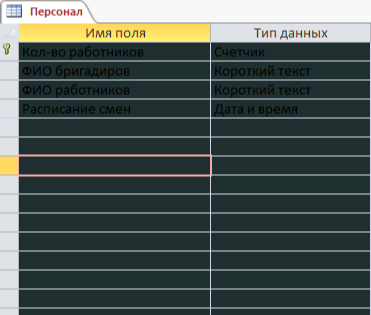 Персонал
Имя поля Тип данных
Кол-во работников Счетчик
ФИО бригадиров Короткий текст
ФИО работников Короткий текст
Расписание смен Дата и время